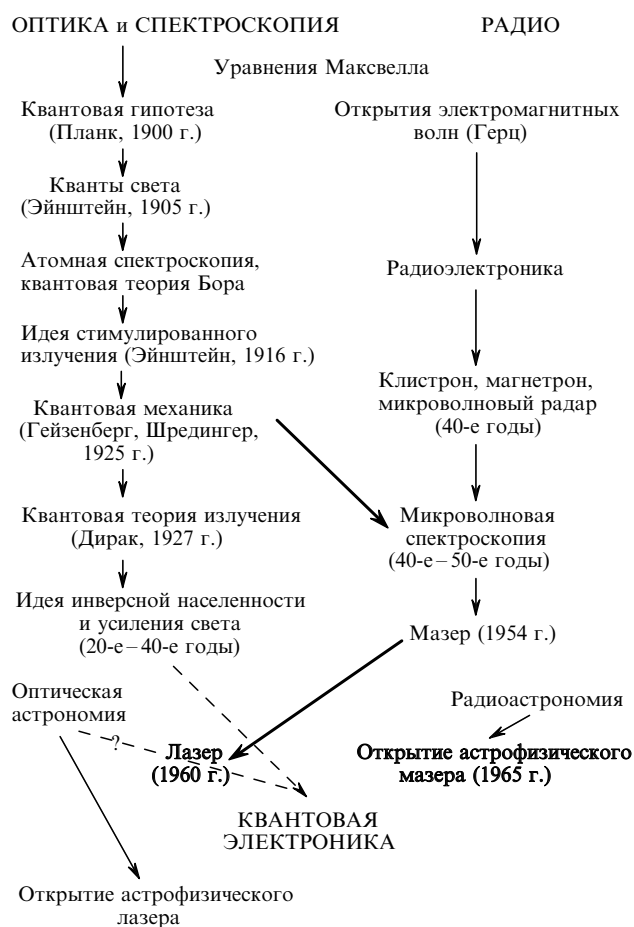 ОПТИКА и СПЕКТРОСКОПИЯ
РАДИО
Уравнения Максвелла
Квантовая гипотеза
(Планк, 1900 г.)
Открытия электромагнитных
волн (Герц)
Кванты света
(Эйнштейн, 1905 г.)
Атомная спектроскопия,
квантовая теория Бора
Радиоэлектроника
Идея стимулированного
излучения (Эйнштейн, 1916 г.)
Клистрон, магнетрон,
микроволновый радар
(40-е годы)
Квантовая механика
(Гейзенберг, Шредингер,
1925 г.)
Квантовая теория излучения
(Дирак, 1927 г.)
Микроволновая
спектроскопия
(40-е – 50-е годы)
Идея инверсной населенности
и усиления света
(20-е – 40-е годы)
Мазер (1954 г.)
Оптическая
астрономия
Радиоастрономия
?
Лазер
(1960 г.)
Открытие астрофизического
мазера (1965 г.)
КВАНТОВАЯ
ЭЛЕКТРОНИКА
Открытие астрофизического
лазера